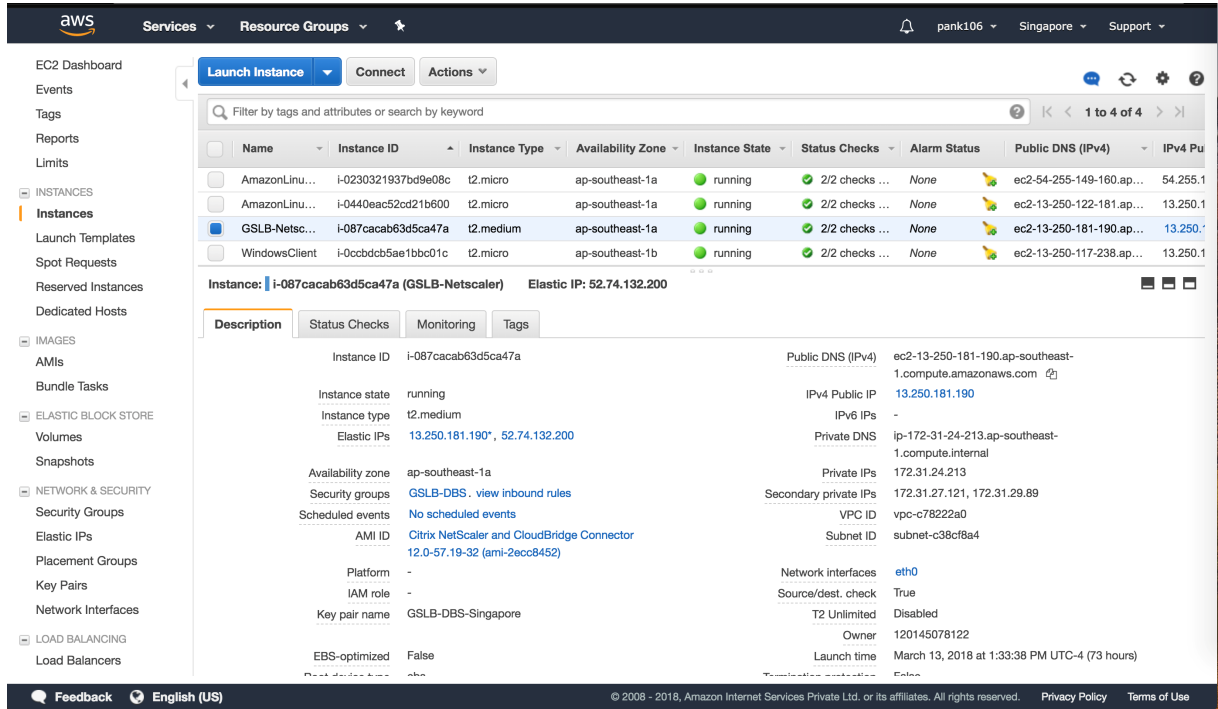 aws Services Resource Groups pank106 Singapore Support
EC2 Dashboard
Events
Tags
Reports
Limits
INSTANCES
Instances
Launch Templates
Spot Requests
Reserved Instances
Dedicated Hosts
IMAGES
AMIs
Bundle Tasks
ELASTIC BLOCK STORE
Volumes
Snapshots
NETWORK & SECURITY
Security Groups
Elastic IPs
Placement Groups
Key Pairs
Network Interfaces
LOAD BALANCING
Load Balancers
Launch Instance Connect Actions
Filter by tags and attributes or search by keyword 1 to 4 of 4
Name Instance ID Instance Type Availability Zone Instance State Status Checks Alarm Status Public DNS (IPv4) IPv4 Pu
AmazonLinu... i-0230321937bd9e08c t2.micro ap-southeast-1a running 2/2 checks ... None ec2-54-255-149-160.ap... 54.255.1
AmazonLinu... i-0440eac52cd21b600 t2.micro ap-southeast-1a running 2/2 checks ... None ec2-13-250-122-181.ap... 13.250.1
GSLB-Netsc... i-087cacab63d5ca47a t2.medium ap-southeast-1a running 2/2 checks ... None ec2-13-250-181-190.ap... 13.250.1
WindowsClient i-0ccbdcb5ae1bbc01c t2.micro ap-southeast-1b running 2/2 checks ... None ec2-13-250-117-238.ap... 13.250.1
Instance: i-087cacab63d5ca47a (GSLB-Netscaler) Elastic IP: 52.74.132.200
Description Status Checks Monitoring Tags
Instance ID i-087cacab63d5ca47a
Instance state running
Instance type t2.medium
Elastic IPs 13.250.181.190*, 52.74.132.200
Availability zone ap-southeast-1a
Security groups GSLB-DBS. view inbound rules
Scheduled events No scheduled events
AMI ID Citrix NetScaler and CloudBridge Connector
12.0-57.19-32 (ami-2ecc8452)
Platform -
IAM role -
Key pair name GSLB-DBS-Singapore
EBS-optimized False
Root device type ebs
Public DNS (IPv4) ec2-13-250-181-190.ap-southeast-
1.compute.amazonaws.com
IPv4 Public IP 13.250.181.190
IPv6 IPs -
Private DNS ip-172-31-24-213.ap-southeast-
1.compute.internal
Private IPs 172.31.24.213
Secondary private IPs 172.31.27.121, 172.31.29.89
VPC ID vpc-c78222a0
Subnet ID subnet-c38cf8a4
Network interfaces eth0
Source/dest. check True
T2 Unlimited Disabled
Owner 120145078122
Launch time March 13, 2018 at 1:33:38 PM UTC-4 (73 hours)
Termination protection False
Feedback English (US) © 2008 - 2018, Amazon Internet Services Private Ltd. or its affiliates. All rights reserved. Privacy Policy Terms of Use